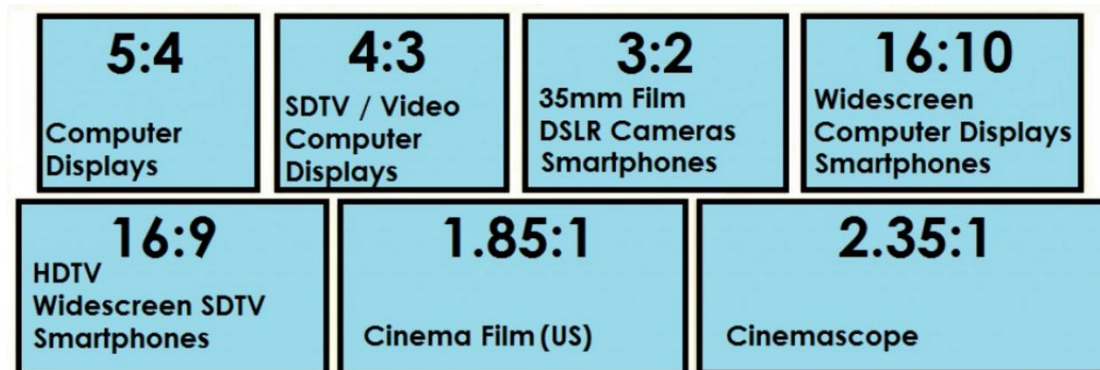 5:4
Computer
Displays
4:3
SDTV / Video
Computer
Displays
3:2
35mm Film
DSLR Cameras
Smartphones
16:10
Widescreen
Computer Displays
Smartphones
16:9
HDTV
Widescreen SDTV
Smartphones
1.85:1
Cinema Film (US)
2.35:1
Cinemascope